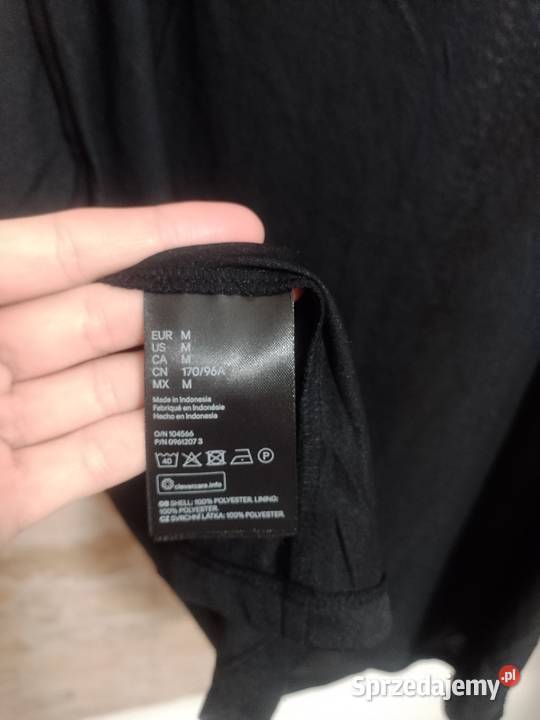 EUR M
US M
CA M
CN 170/96A
MX M
Made in Indonesia
Fabriqué en Indonésie
Hecho en Indonesia
O/N 104566
P/N 0961207 3
40 P
clevercare.info
GB SHELL: 100% POLYESTER. LINING:
100% POLYESTER.
CZ SVRCHNÍ LÁTKA: 100% POLYESTER.
Sprzedajemy.pl